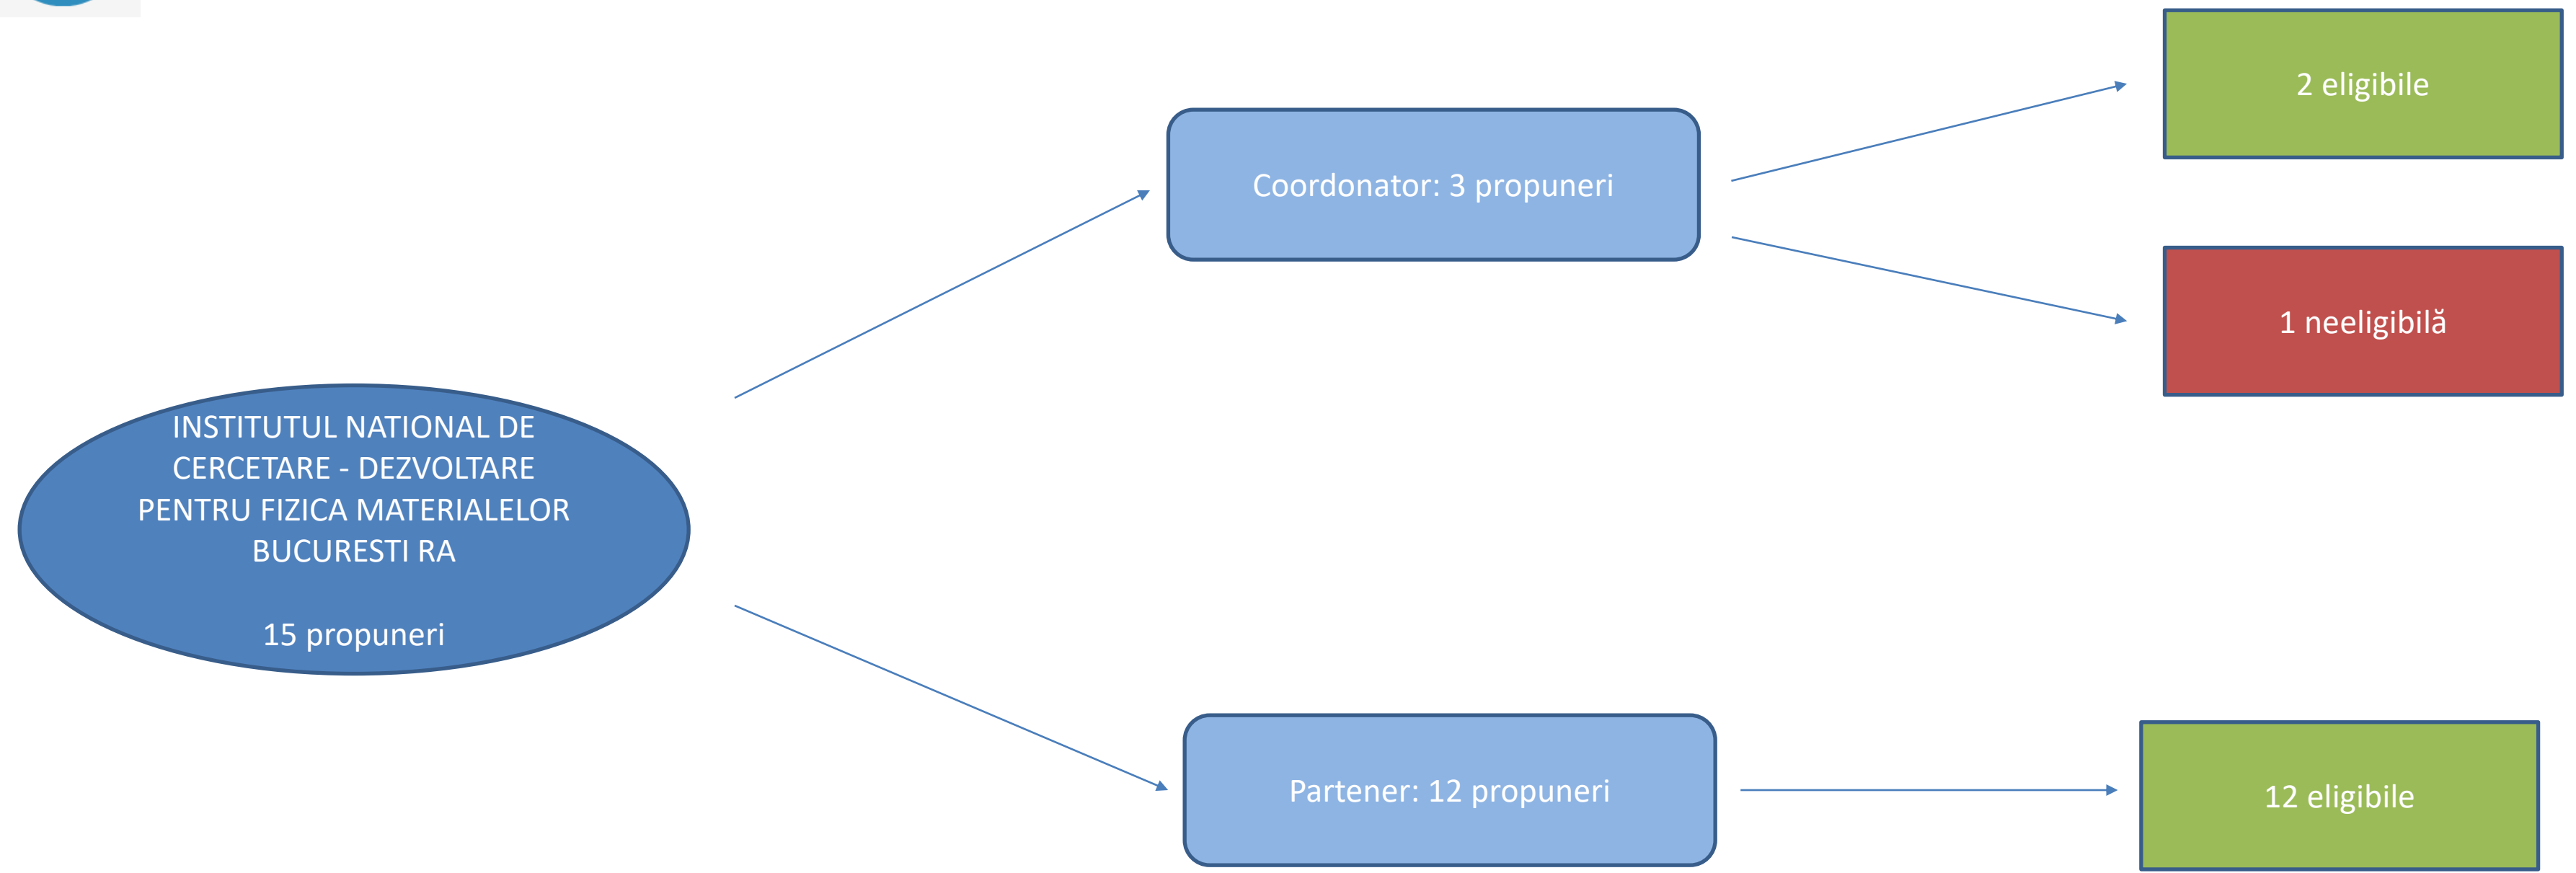 INSTITUTUL NATIONAL DE
CERCETARE - DEZVOLTARE
PENTRU FIZICA MATERIALELOR
BUCURESTI RA
15 propuneri
Coordonator: 3 propuneri
2 eligibile
1 neeligibilă
Partener: 12 propuneri
12 eligibile